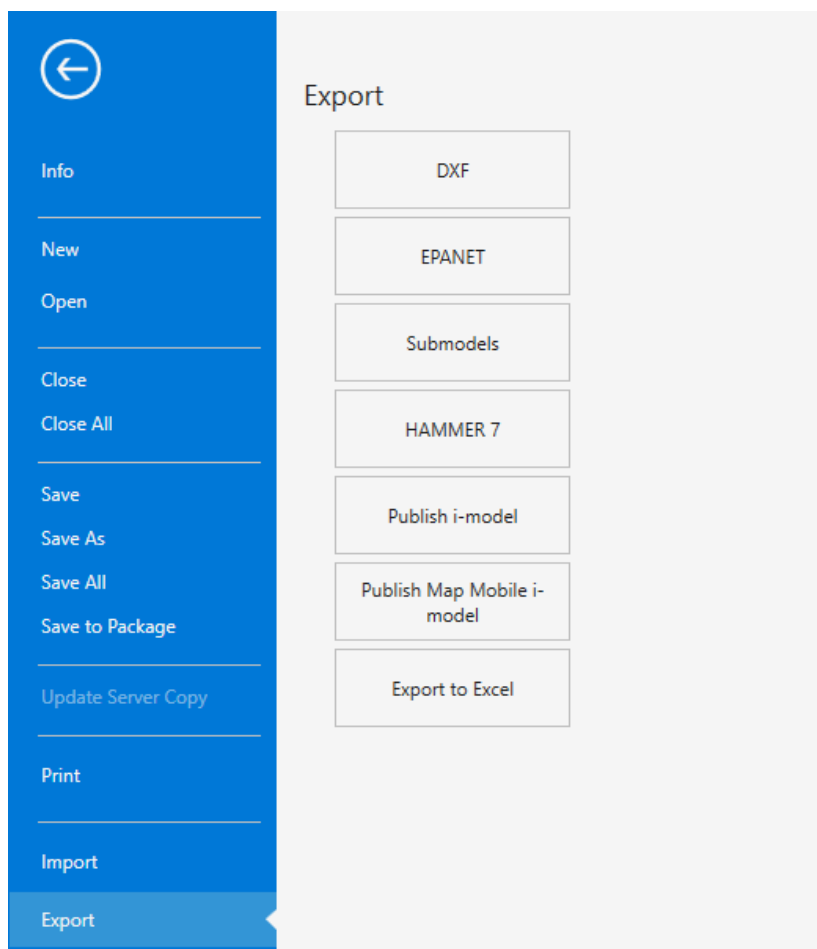 Info
New
Open
Close
Close All
Save
Save As
Save All
Save to Package
Update Server Copy
Print
Import
Export
Export
DXF
EPANET
Submodels
HAMMER 7
Publish i-model
Publish Map Mobile i-
model
Export to Excel